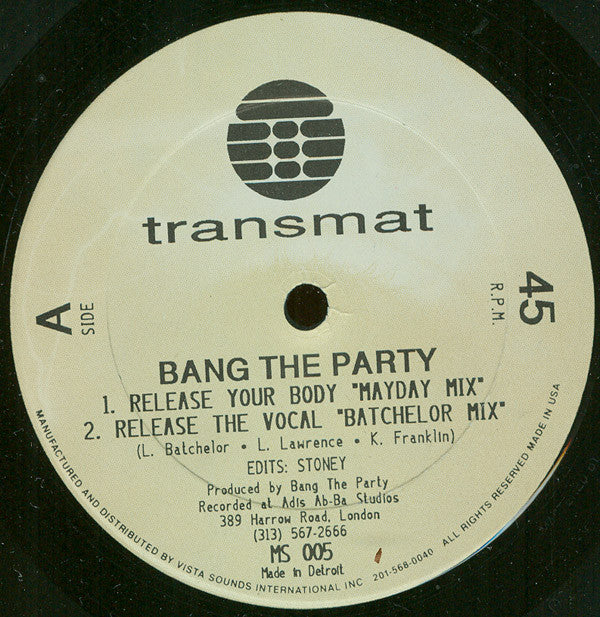 transmat
A
SIDE
45
R.P.M.
BANG THE PARTY
1. RELEASE YOUR BODY "MAYDAY MIX"
2. RELEASE THE VOCAL "BATCHELOR MIX"
(L. Batchelor • L. Lawrence • K. Franklin)
EDITS: STONEY
Produced by Bang The Party
Recorded at Adis Ab-Ba Studios
389 Harrow Road, London
(313) 567-2666
MS 005
Made in Detroit
MANUFACTURED AND DISTRIBUTED BY VISTA SOUNDS INTERNATIONAL INC 201-568-0040 ALL RIGHTS RESERVED MADE IN USA